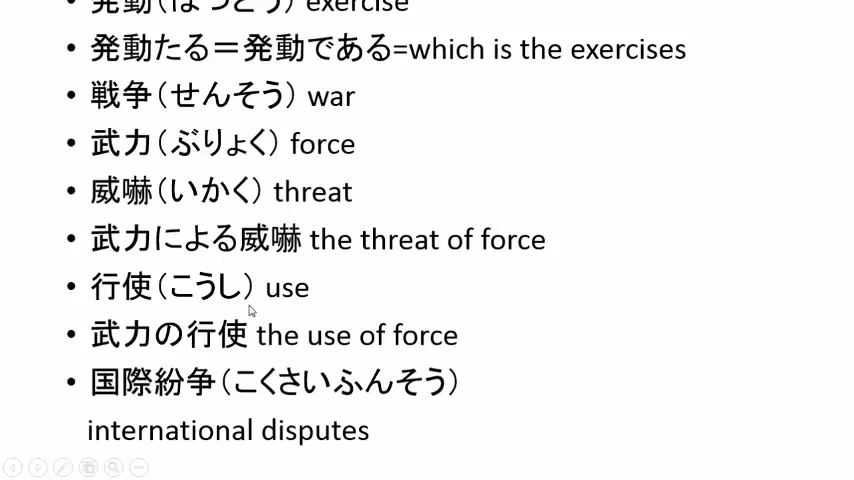 • 発動（はつどう）exercise
• 発動たる＝発動である=which is the exercises
• 戦争（せんそう）war
• 武力（ぶりょく）force
• 威嚇（いかく）threat
• 武力による威嚇 the threat of force
• 行使（こうし）use
• 武力の行使 the use of force
• 国際紛争（こくさいふんそう）
international disputes